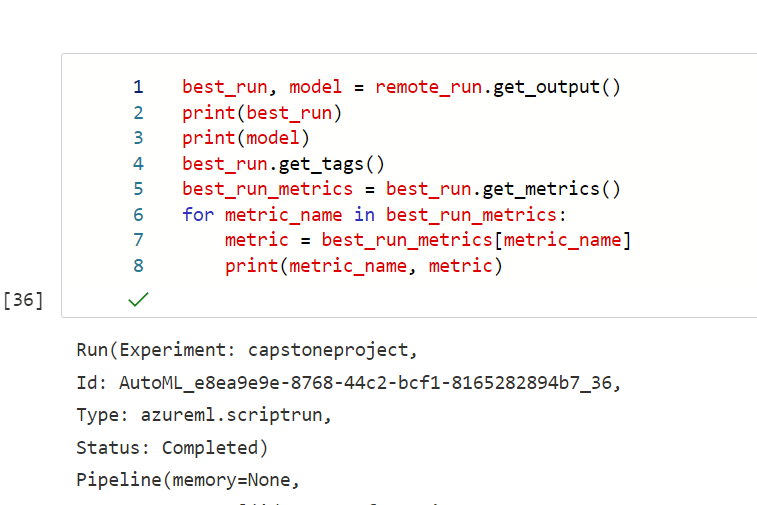 1 best_run, model = remote_run.get_output()
2 print(best_run)
3 print(model)
4 best_run.get_tags()
5 best_run_metrics = best_run.get_metrics()
6 for metric_name in best_run_metrics:
7     metric = best_run_metrics[metric_name]
8     print(metric_name, metric)
[36]
Run(Experiment: capstoneproject,
Id: AutoML_e8ea9e9e-8768-44c2-bcf1-8165282894b7_36,
Type: azureml.scriptrun,
Status: Completed)
Pipeline(memory=None,